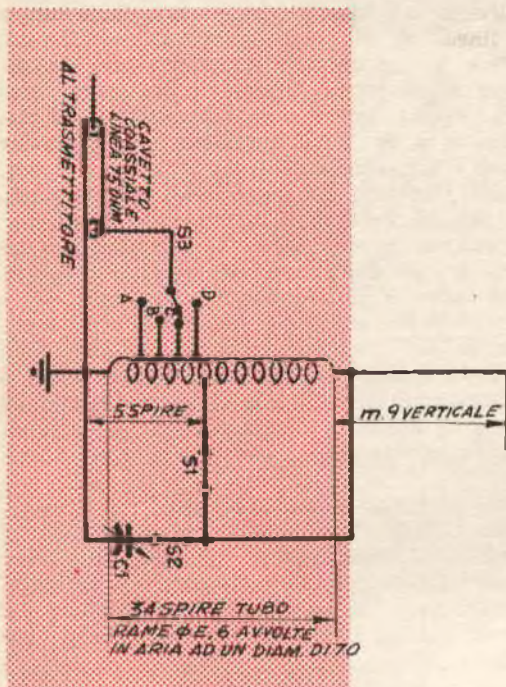 AL TRASMETTITORE
CAVETTO
COASSIALE
LINEA 75 OHM
S3
A
B
C
D
5 SPIRE
m. 9 VERTICALE
S1
S2
C1
34 SPIRE TUBO
RAME φ E. 6 AVVOLTE
IN ARIA AD UN DIAM. DI 70